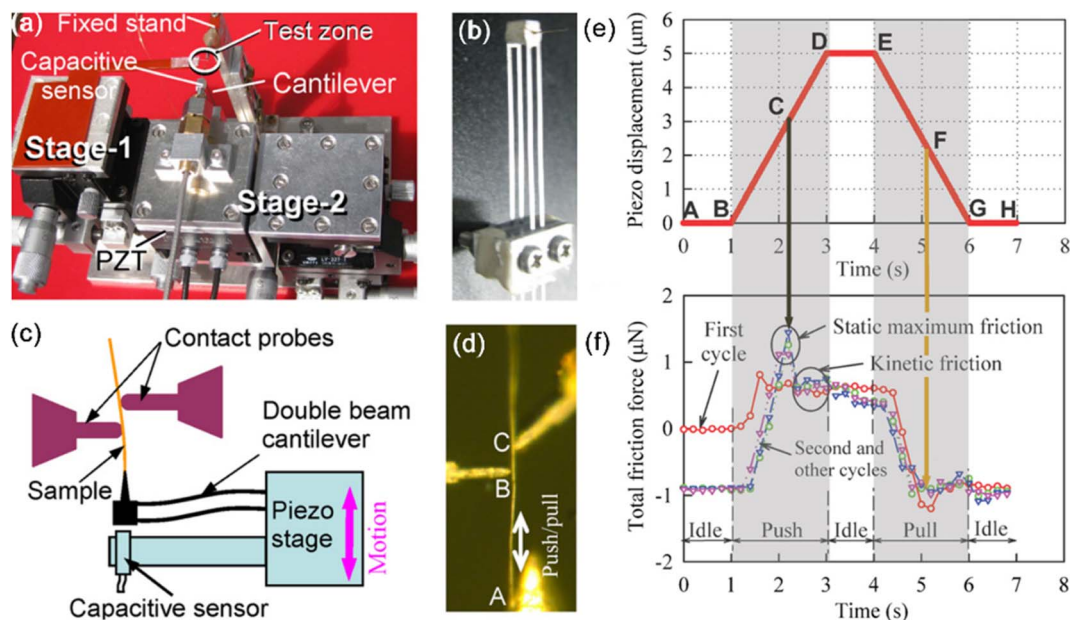 (a)
Fixed stand
Test zone
Capacitive
sensor
Cantilever
Stage-1
Stage-2
PZT
(b)
(c)
Contact probes
Double beam
cantilever
Sample
Piezo
stage
Motion
Capacitive sensor
(d)
C
B
Push/pull
A
(e)
Piezo displacement (μm)
6
5
4
3
2
1
0
A
B
C
D
E
F
G
H
0 1 2 3 4 5 6 7 8
Time (s)
(f)
Total friction force (μN)
2
1
0
-1
-2
First
cycle
Static maximum friction
Kinetic friction
Second and
other cycles
Idle
Push
Idle
Pull
Idle
0 1 2 3 4 5 6 7 8
Time (s)